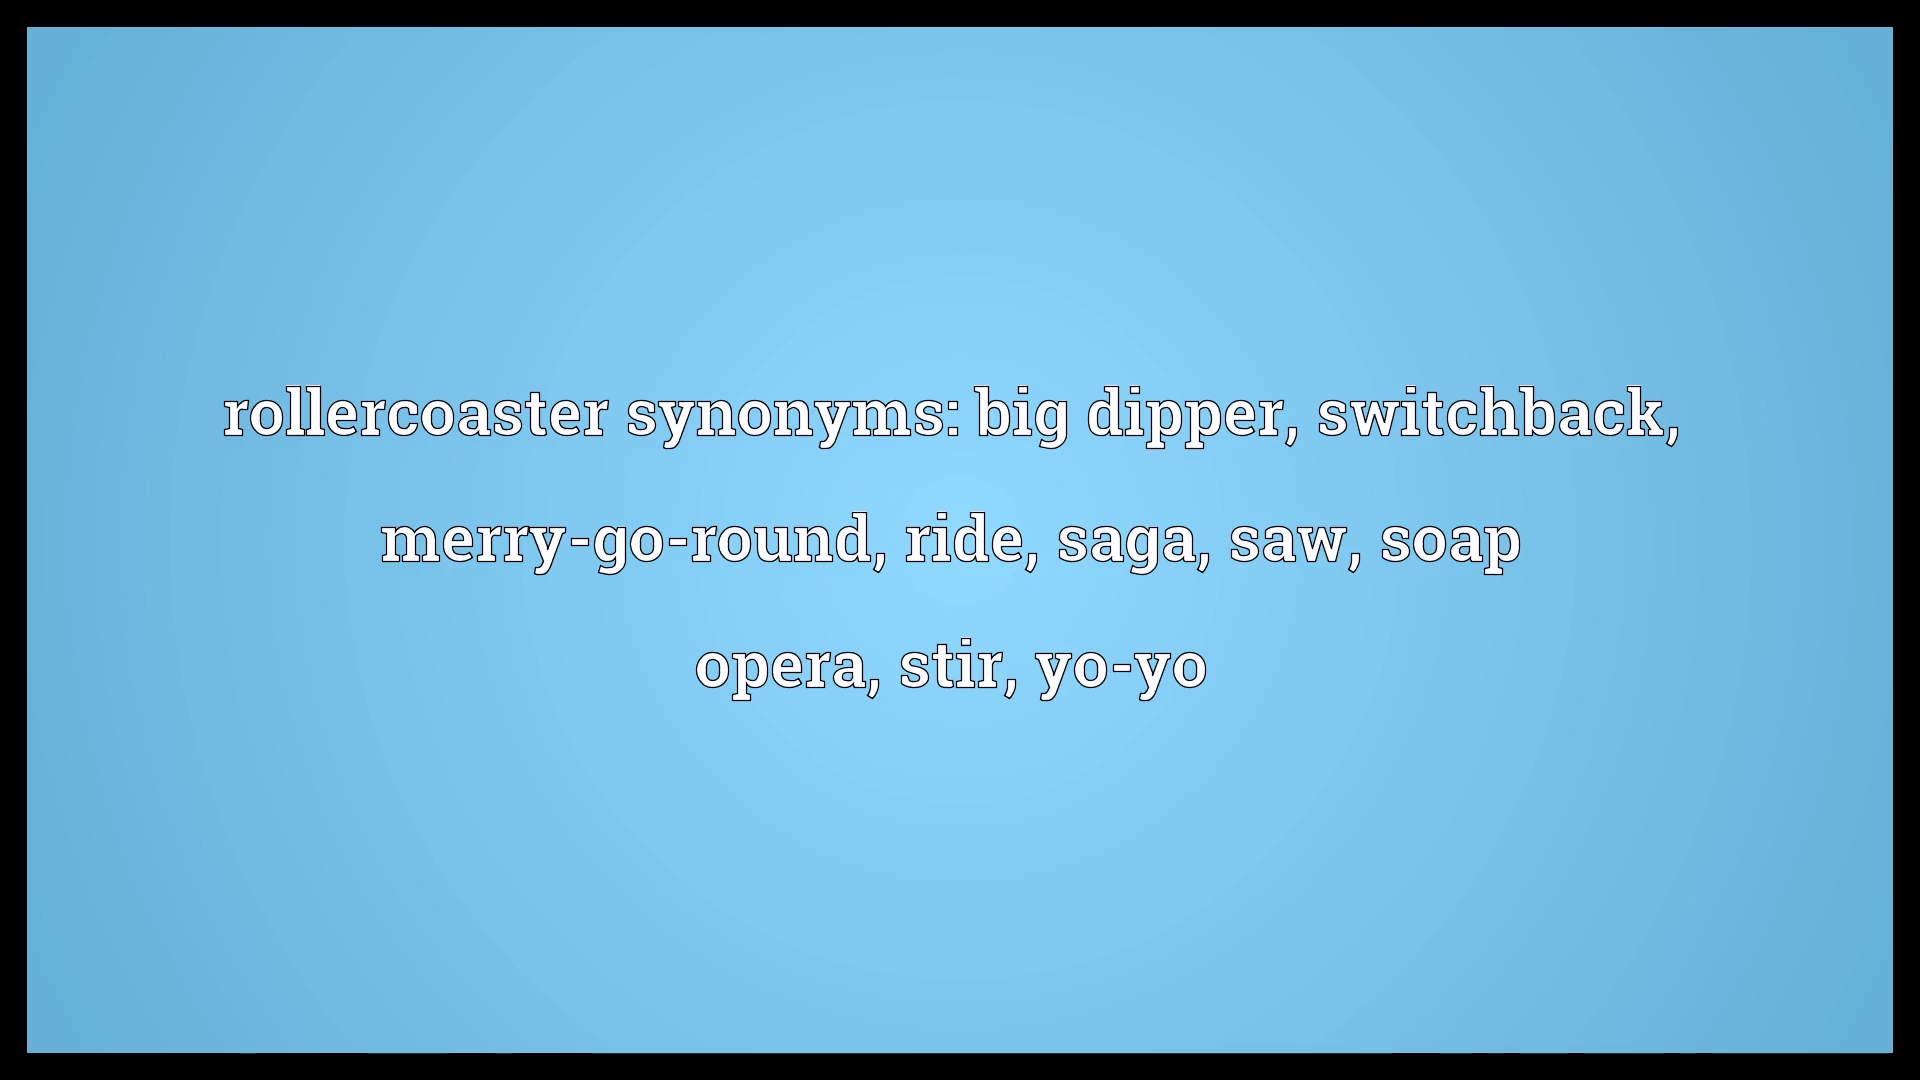 rollercoaster synonyms: big dipper, switchback,
merry-go-round, ride, saga, saw, soap
opera, stir, yo-yo